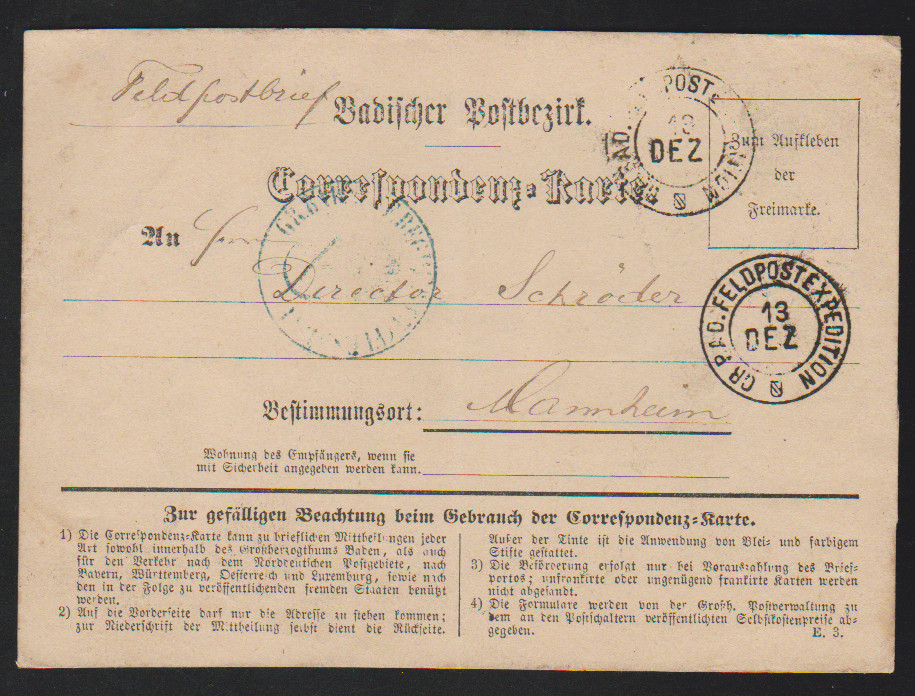 Feldpostbrief
Badischer Postbezirk.
Correspondenz-Karte
POST
13
DEZ
Zum Aufkleben
der
Freimarke.
An
Herrn
Director Schröder
GR.BAD.FELDPOSTEXPEDITION
13
DEZ
Bestimmungsort: Mannheim
Wohnung des Empfängers, wenn sie
mit Sicherheit angegeben werden kann.
Zur gefälligen Beachtung beim Gebrauch der Correspondenz-Karte.
1) Die Correspondenz-Karte kann zu brieflichen Mittheilungen jeder
Art sowohl innerhalb des Großherzogthums Baden, als auch
für den Verkehr nach dem Norddeutschen Postgebiete, nach
Bayern, Württemberg, Oesterreich und Luxemburg, sowie nach
den in der Folge zu veröffentlichenden fremden Staaten benützt
werden.
2) Auf die Vorderseite darf nur die Adresse zu stehen kommen;
zur Niederschrift der Mittheilung selbst dient die Rückseite.
Außer der Tinte ist die Anwendung von Blei- und farbigem
Stifte gestattet.
3) Die Beförderung erfolgt nur bei Vorauszahlung des Brief-
portos; unfrankirte oder ungenügend frankirte Karten werden
nicht abgesandt.
4) Die Formulare werden von der Großh. Postverwaltung zu
dem an den Postschaltern veröffentlichten Selbstkostenpreise ab-
gegeben.
E. 3.